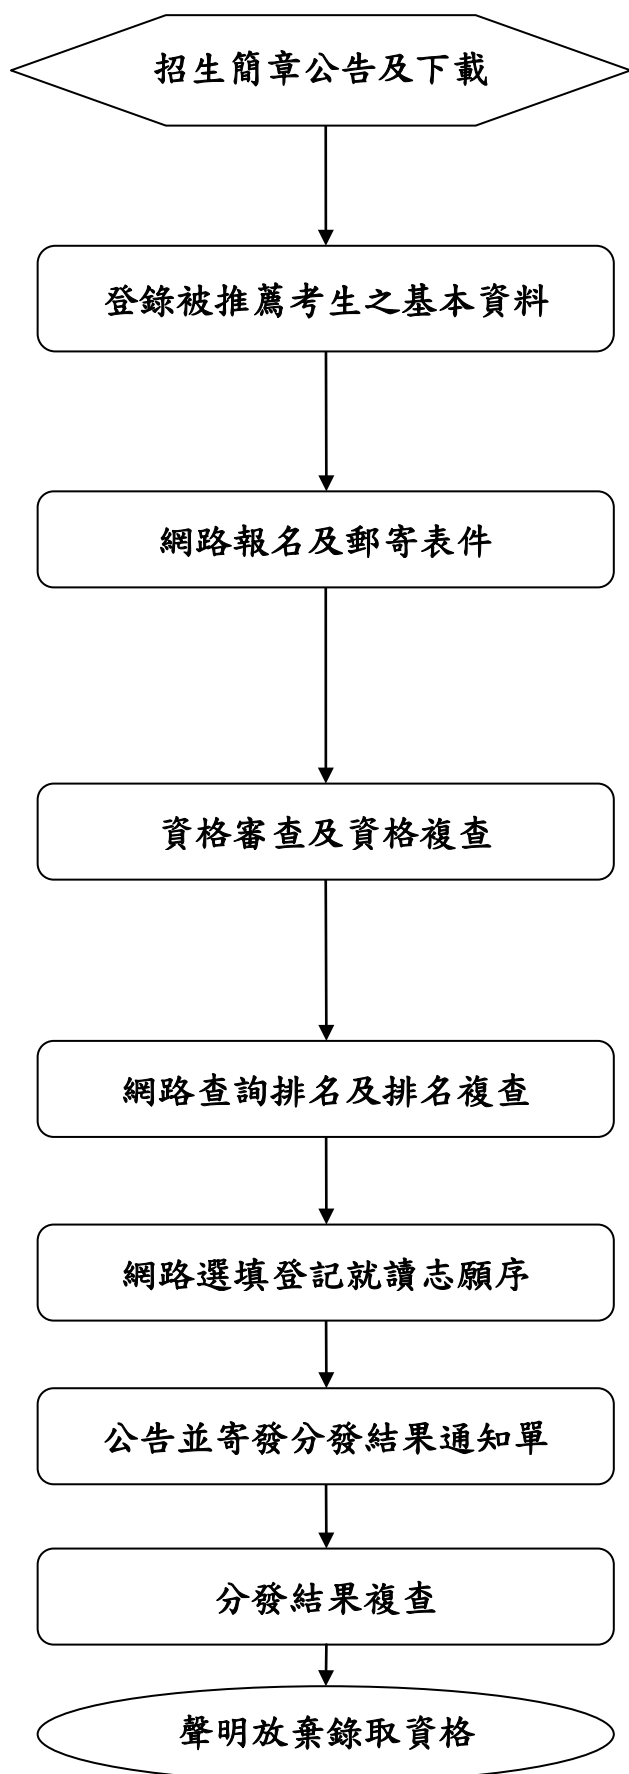 招生簡章公告及下載
登錄被推薦考生之基本資料
網路報名及郵寄表件
資格審查及資格複查
網路查詢排名及排名複查
網路選填登記就讀志願序
公告並寄發分發結果通知單
分發結果複查
聲明放棄錄取資格